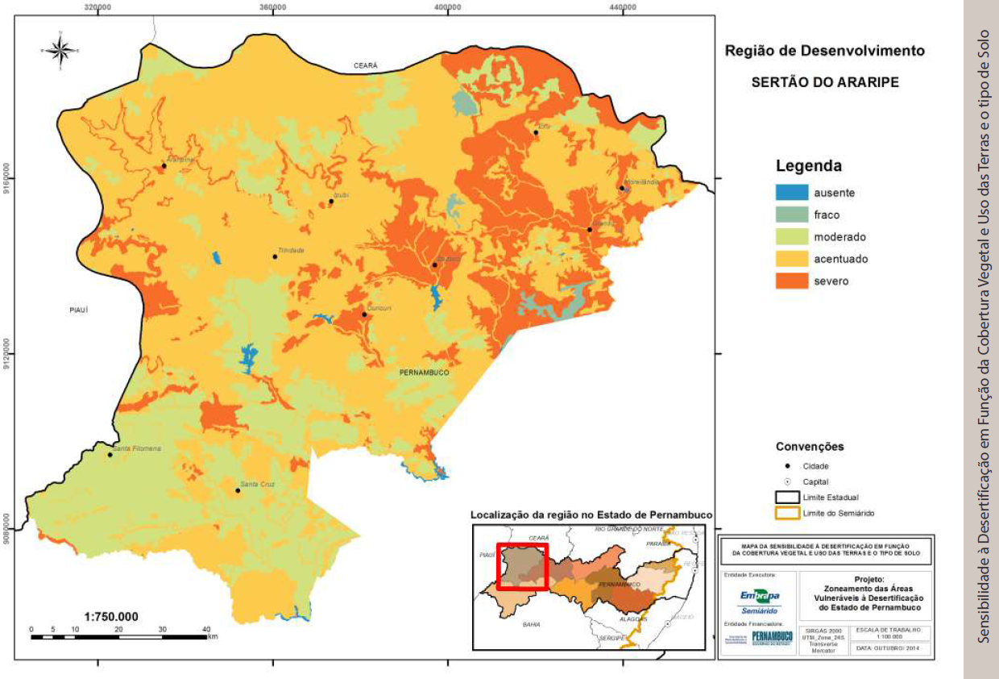 320000
360000
400000
440000
CEARÁ
Araripina
Exu
Moreilândia
Ipubi
Granito
Trindade
Bodocó
Ouricuri
PIAUÍ
PERNAMBUCO
Santa Filomena
Santa Cruz
9160000
9120000
9080000
1:750.000
0 5 10 20 30 40
km
Região de Desenvolvimento
SERTÃO DO ARARIPE
Legenda
ausente
fraco
moderado
acentuado
severo
Convenções
Cidade
Capital
Limite Estadual
Limite do Semiárido
Localização da região no Estado de Pernambuco
RIO GRANDE DO NORTE
CEARÁ
PARAIBA
PIAUÍ
PERNAMBUCO
ALAGOAS
MACEIÓ
BAHIA
SERGIPE
MAPA DA SENSIBILIDADE À DESERTIFICAÇÃO EM FUNÇÃO
DA COBERTURA VEGETAL E USO DAS TERRAS E O TIPO DE SOLO
Entidade Executora:
Embrapa
Semiárido
Entidade Financiadora:
PERNAMBUCO
GOVERNO DO ESTADO
Projeto:
Zoneamento das Áreas
Vulneráveis à Desertificação
do Estado de Pernambuco
SIRGAS 2000
UTM_Zona_24S
Transverse
Mercator
ESCALA DE TRABALHO:
1:100.000
DATA: OUTUBRO/ 2014
Sensibilidade à Desertificação em Função da Cobertura Vegetal e Uso das Terras e o tipo de Solo